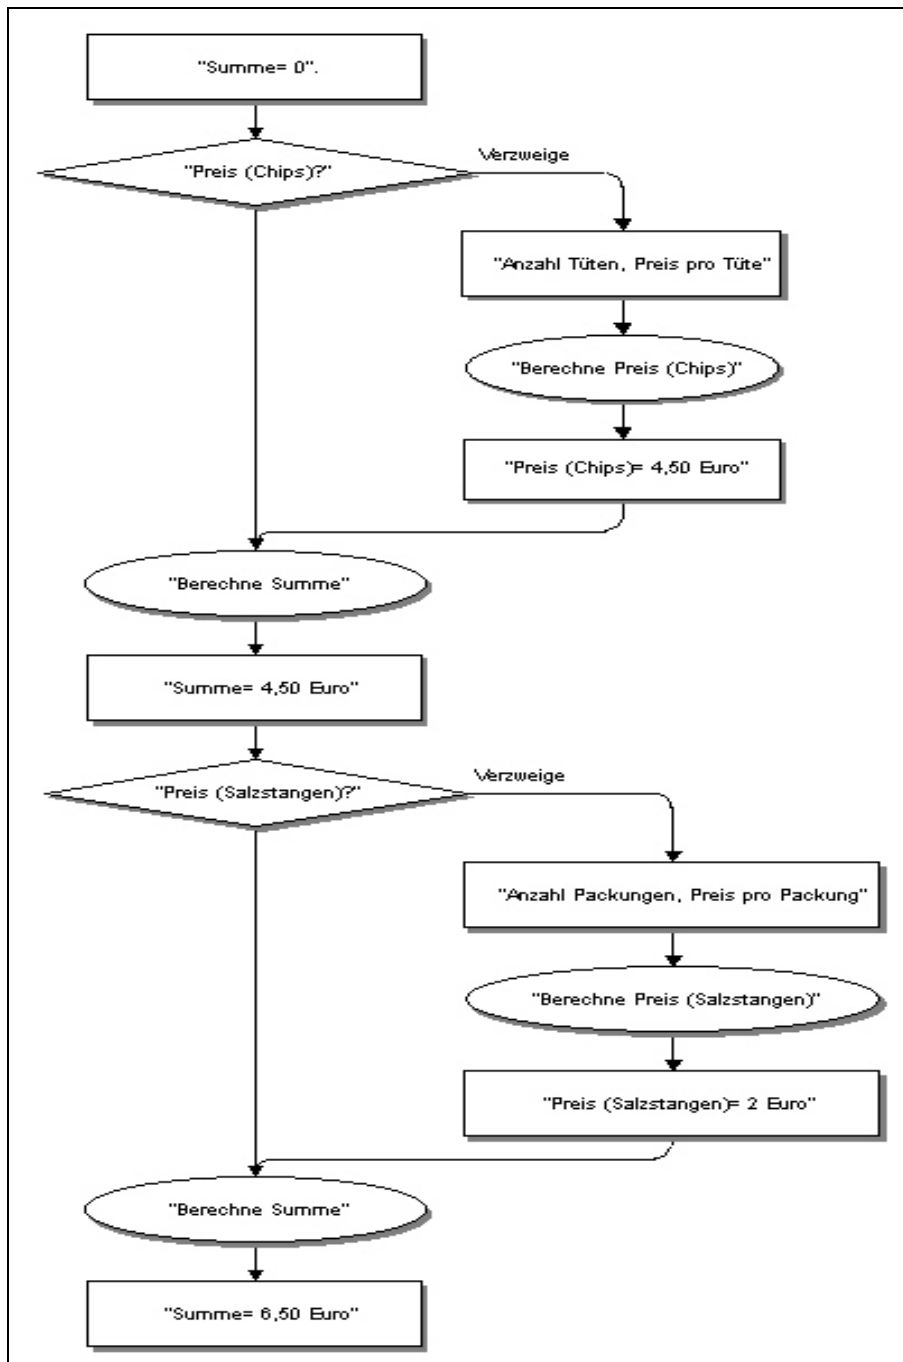 "Summe= 0".
"Preis (Chips)?"
Verzweige
"Anzahl Tüten, Preis pro Tüte"
"Berechne Preis (Chips)"
"Preis (Chips)= 4,50 Euro"
"Berechne Summe"
"Summe= 4,50 Euro"
"Preis (Salzstangen)?"
Verzweige
"Anzahl Packungen, Preis pro Packung"
"Berechne Preis (Salzstangen)"
"Preis (Salzstangen)= 2 Euro"
"Berechne Summe"
"Summe= 6,50 Euro"